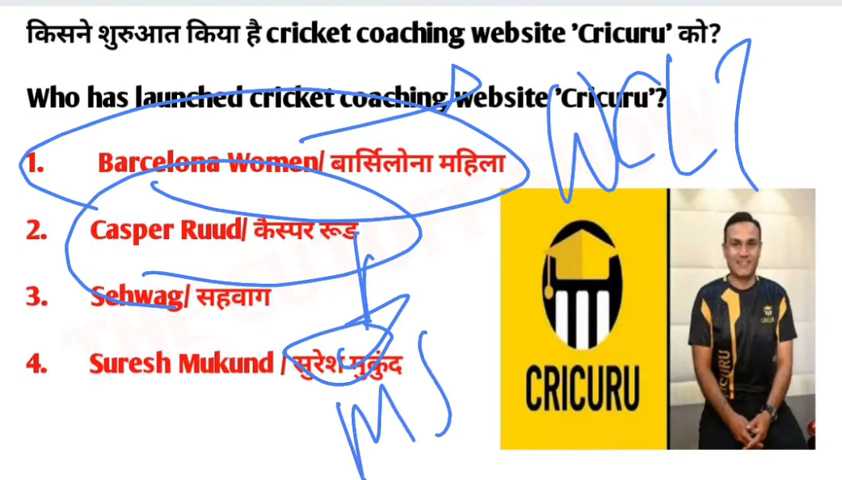 किसने शुरुआत किया है cricket coaching website 'Cricuru' को?
Who has launched cricket coaching website 'Cricuru'?
1. Barcelona Women/ बार्सिलोना महिला
2. Casper Ruud/ कैस्पर रूड
3. Sehwag/ सहवाग
4. Suresh Mukund / सुरेश मुकुंद
CRICURU